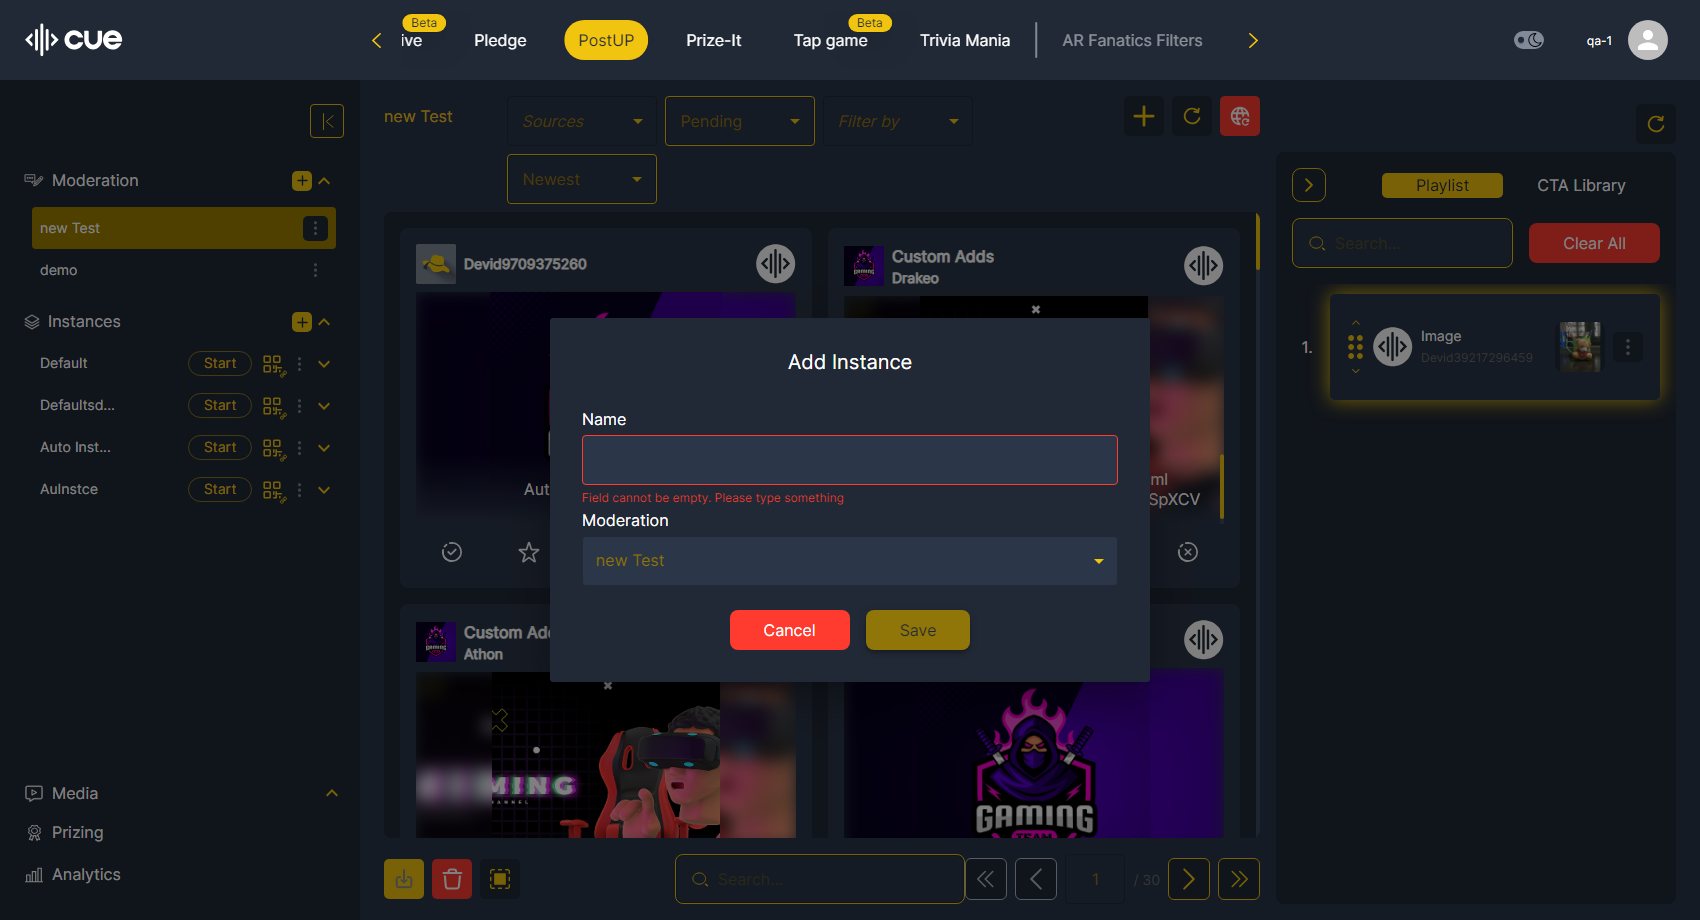 cue
Beta
ive
Pledge
PostUP
Prize-It
Beta
Tap game
Trivia Mania
AR Fanatics Filters
qa-1
Moderation
new Test
demo
Instances
Default
Start
Defaultsd...
Start
Auto Inst...
Start
AuInstce
Start
Media
Prizing
Analytics
new Test
Sources
Pending
Filter by
Newest
Devid9709375260
Aut
Custom Adds
Drakeo
ml
SpXCV
Custom Ad
Athon
MING
GAMING
TEAM
Add Instance
Name
Field cannot be empty. Please type something
Moderation
new Test
Cancel
Save
Search...
1
/ 30
Playlist
CTA Library
Search...
Clear All
1.
Image
Devid39217296459